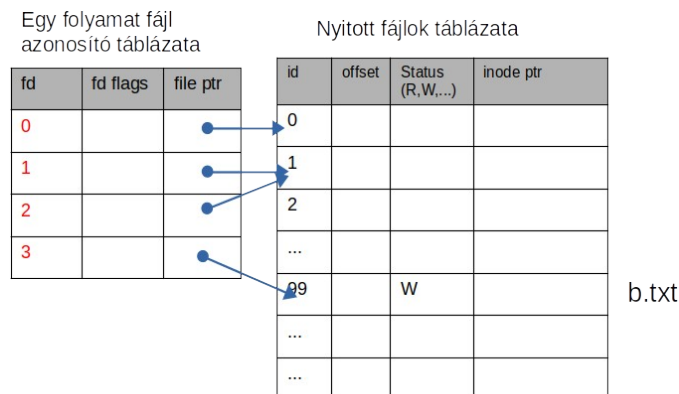 Egy folyamat fájl
azonosító táblázata
Nyitott fájlok táblázata
fd fd flags file ptr
0
1
2
3
id offset Status
(R,W,...) inode ptr
0
1
2
...
99 W
...
...
b.txt